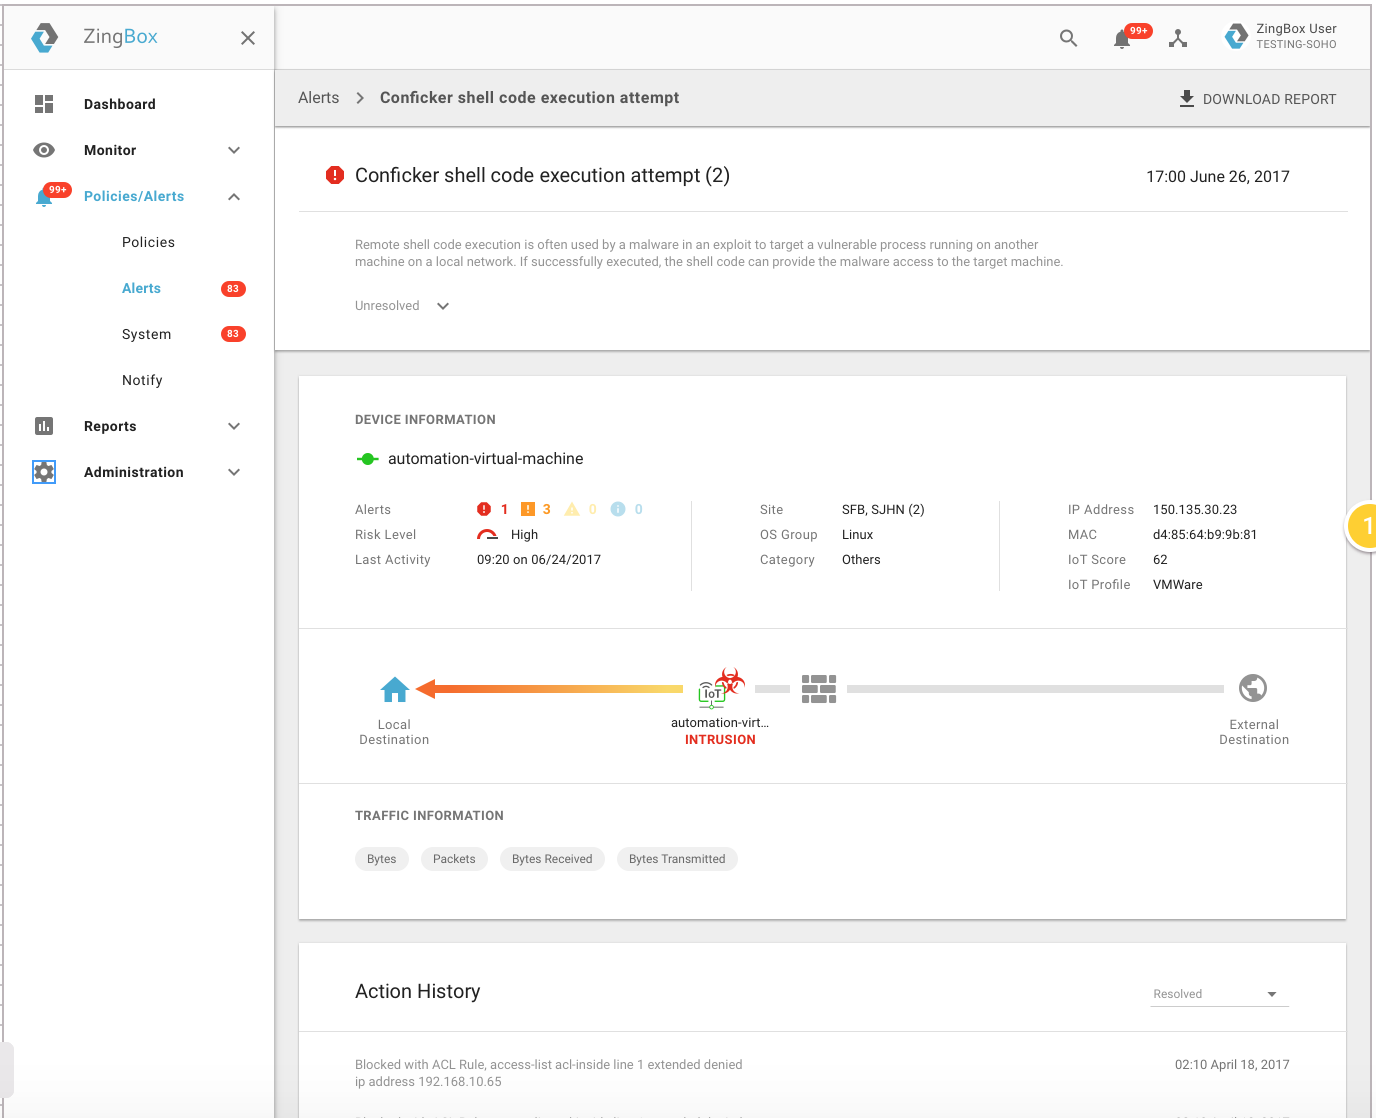 ZingBox
99+
ZingBox User
TESTING-SOHO
Dashboard
Monitor
99+
Policies/Alerts
Policies
Alerts 83
System 83
Notify
Reports
Administration
Alerts > Conficker shell code execution attempt
DOWNLOAD REPORT
Conficker shell code execution attempt (2)
17:00 June 26, 2017
Remote shell code execution is often used by a malware in an exploit to target a vulnerable process running on another
machine on a local network. If successfully executed, the shell code can provide the malware access to the target machine.
Unresolved
DEVICE INFORMATION
automation-virtual-machine
Alerts 1 3 0 0
Risk Level High
Last Activity 09:20 on 06/24/2017
Site SFB, SJHN (2)
OS Group Linux
Category Others
IP Address 150.135.30.23
MAC d4:85:64:b9:9b:81
IoT Score 62
IoT Profile VMWare
1
Local
Destination
IoT
automation-virt...
INTRUSION
External
Destination
TRAFFIC INFORMATION
Bytes
Packets
Bytes Received
Bytes Transmitted
Action History
Resolved
Blocked with ACL Rule, access-list acl-inside line 1 extended denied
ip address 192.168.10.65
02:10 April 18, 2017